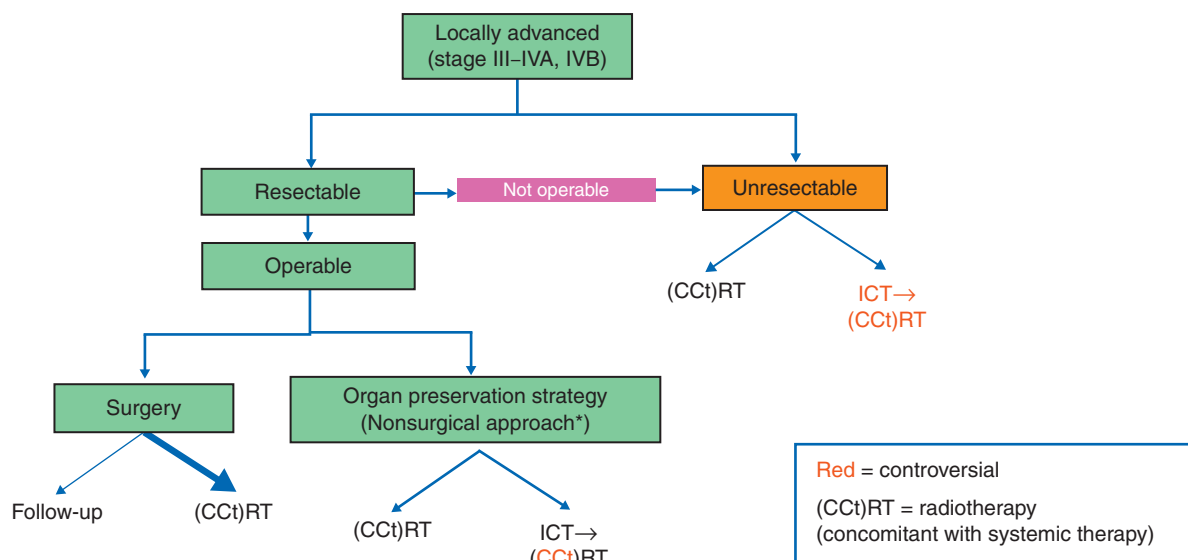 Locally advanced
(stage III–IVA, IVB)
Resectable
Not operable
Unresectable
Operable
(CCt)RT
ICT→
(CCt)RT
Surgery
Organ preservation strategy
(Nonsurgical approach*)
Follow-up
(CCt)RT
(CCt)RT
ICT→
(CCt)RT
Red = controversial
(CCt)RT = radiotherapy
(concomitant with systemic therapy)